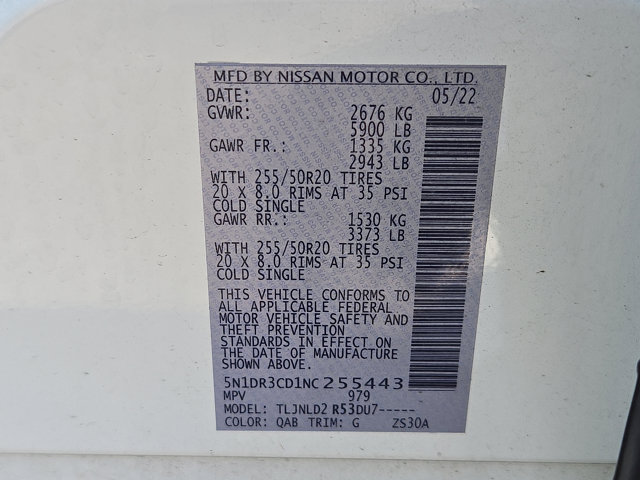 MFD BY NISSAN MOTOR CO., LTD.
DATE: 05/22
GVWR: 2676 KG
5900 LB
GAWR FR.: 1335 KG
2943 LB
WITH 255/50R20 TIRES
20 X 8.0 RIMS AT 35 PSI
COLD SINGLE
GAWR RR.: 1530 KG
3373 LB
WITH 255/50R20 TIRES
20 X 8.0 RIMS AT 35 PSI
COLD SINGLE
THIS VEHICLE CONFORMS TO
ALL APPLICABLE FEDERAL
MOTOR VEHICLE SAFETY AND
THEFT PREVENTION
STANDARDS IN EFFECT ON
THE DATE OF MANUFACTURE
SHOWN ABOVE.
5N1DR3CD1NC255443
MPV 979
MODEL: TLJNLD2 R53DU7-----
COLOR: QAB TRIM: G ZS30A